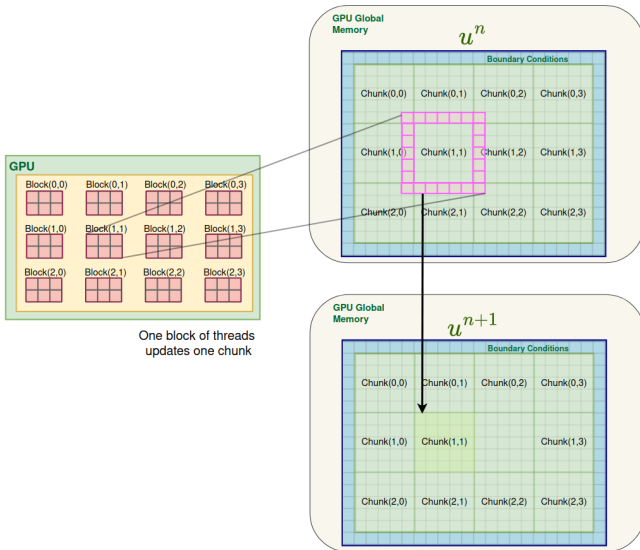 GPU Global
Memory
u^n
Boundary Conditions
Chunk(0,0) Chunk(0,1) Chunk(0,2) Chunk(0,3)
Chunk(1,0) Chunk(1,1) Chunk(1,2) Chunk(1,3)
Chunk(2,0) Chunk(2,1) Chunk(2,2) Chunk(2,3)
GPU
Block(0,0) Block(0,1) Block(0,2) Block(0,3)
Block(1,0) Block(1,1) Block(1,2) Block(1,3)
Block(2,0) Block(2,1) Block(2,2) Block(2,3)
One block of threads
updates one chunk
GPU Global
Memory
u^{n+1}
Boundary Conditions
Chunk(0,0) Chunk(0,1) Chunk(0,2) Chunk(0,3)
Chunk(1,0) Chunk(1,1) Chunk(1,3)
Chunk(2,0) Chunk(2,1) Chunk(2,2) Chunk(2,3)